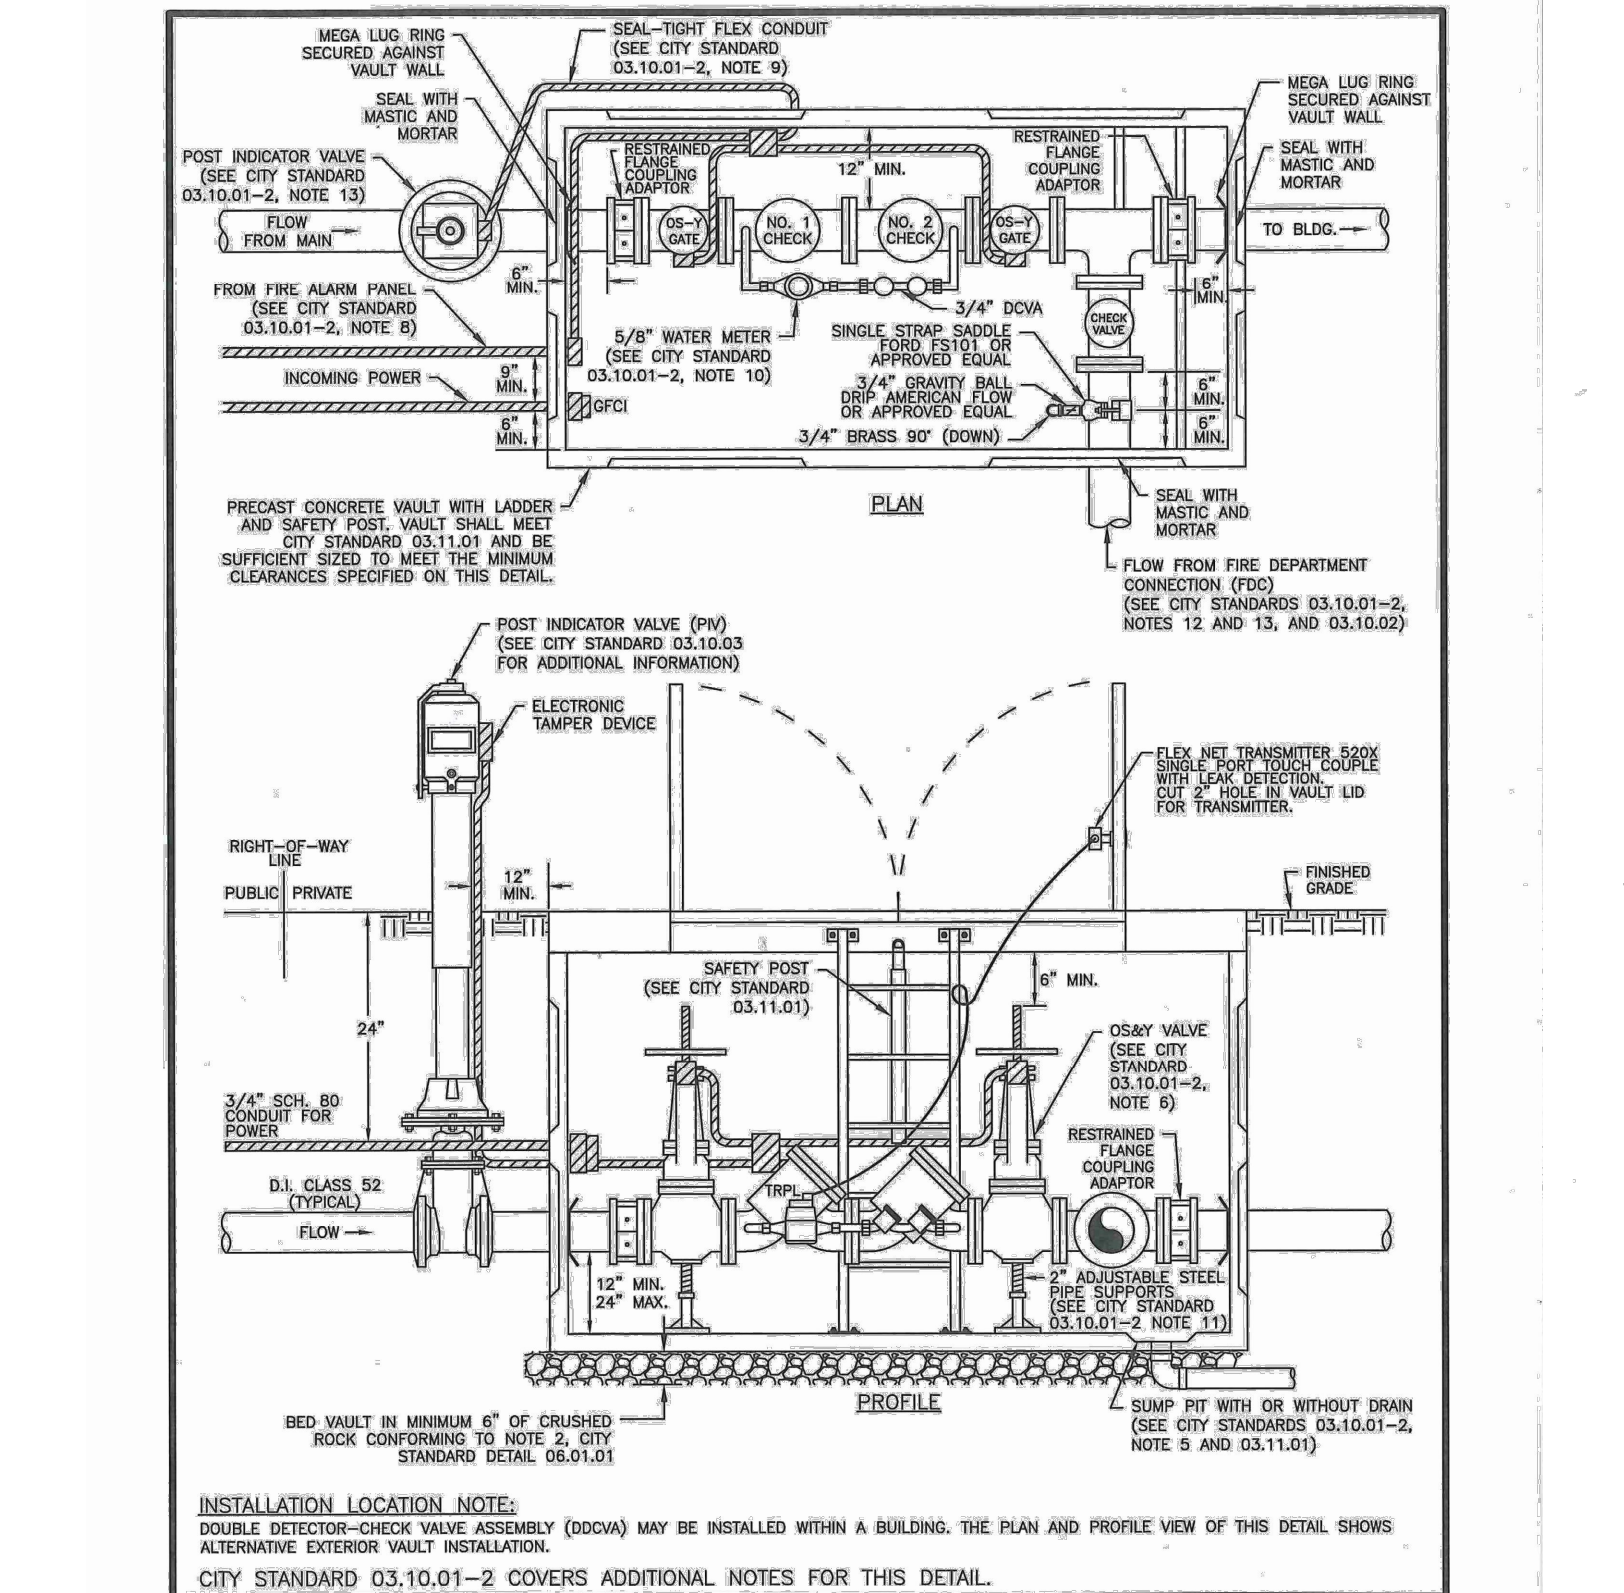 MEGA LUG RING
SECURED AGAINST
VAULT WALL
SEAL-TIGHT FLEX CONDUIT
(SEE CITY STANDARD
03.10.01-2, NOTE 9)
SEAL WITH
MASTIC AND
MORTAR
MEGA LUG RING
SECURED AGAINST
VAULT WALL
POST INDICATOR VALVE
(SEE CITY STANDARD
03.10.01-2, NOTE 13)
RESTRAINED
FLANGE
COUPLING
ADAPTOR
12" MIN.
RESTRAINED
FLANGE
COUPLING
ADAPTOR
SEAL WITH
MASTIC AND
MORTAR
FLOW
FROM MAIN
OS-Y
GATE
NO. 1
CHECK
NO. 2
CHECK
OS-Y
GATE
TO BLDG.
6"
MIN.
6"
MIN.
FROM FIRE ALARM PANEL
(SEE CITY STANDARD
03.10.01-2, NOTE 8)
3/4" DCVA
CHECK
VALVE
5/8" WATER METER
(SEE CITY STANDARD
03.10.01-2, NOTE 10)
SINGLE STRAP SADDLE
FORD FS101 OR
APPROVED EQUAL
INCOMING POWER
9"
MIN.
3/4" GRAVITY BALL
DRIP AMERICAN FLOW
OR APPROVED EQUAL
6"
MIN.
GFCI
6"
MIN.
3/4" BRASS 90° (DOWN)
6"
MIN.
PRECAST CONCRETE VAULT WITH LADDER
AND SAFETY POST. VAULT SHALL MEET
CITY STANDARD 03.11.01 AND BE
SUFFICIENT SIZED TO MEET THE MINIMUM
CLEARANCES SPECIFIED ON THIS DETAIL.
PLAN
SEAL WITH
MASTIC AND
MORTAR
FLOW FROM FIRE DEPARTMENT
CONNECTION (FDC)
(SEE CITY STANDARDS 03.10.01-2,
NOTES 12 AND 13, AND 03.10.02)
POST INDICATOR VALVE (PIV)
(SEE CITY STANDARD 03.10.03
FOR ADDITIONAL INFORMATION)
ELECTRONIC
TAMPER DEVICE
FLEX NET TRANSMITTER 520X
SINGLE PORT TOUCH COUPLE
WITH LEAK DETECTION.
CUT 2" HOLE IN VAULT LID
FOR TRANSMITTER.
RIGHT-OF-WAY
LINE
PUBLIC PRIVATE
12"
MIN.
FINISHED
GRADE
SAFETY POST
(SEE CITY STANDARD
03.11.01)
6" MIN.
24"
OS&Y VALVE
(SEE CITY
STANDARD
03.10.01-2,
NOTE 6)
3/4" SCH. 80
CONDUIT FOR
POWER
RESTRAINED
FLANGE
COUPLING
ADAPTOR
D.I. CLASS 52
(TYPICAL)
TRPL
FLOW
12" MIN.
24" MAX.
2" ADJUSTABLE STEEL
PIPE SUPPORTS
(SEE CITY STANDARD
03.10.01-2 NOTE 11)
PROFILE
BED VAULT IN MINIMUM 6" OF CRUSHED
ROCK CONFORMING TO NOTE 2, CITY
STANDARD DETAIL 06.01.01
SUMP PIT WITH OR WITHOUT DRAIN
(SEE CITY STANDARDS 03.10.01-2,
NOTE 5 AND 03.11.01)
INSTALLATION LOCATION NOTE:
DOUBLE DETECTOR-CHECK VALVE ASSEMBLY (DDCVA) MAY BE INSTALLED WITHIN A BUILDING. THE PLAN AND PROFILE VIEW OF THIS DETAIL SHOWS
ALTERNATIVE EXTERIOR VAULT INSTALLATION.
CITY STANDARD 03.10.01-2 COVERS ADDITIONAL NOTES FOR THIS DETAIL.